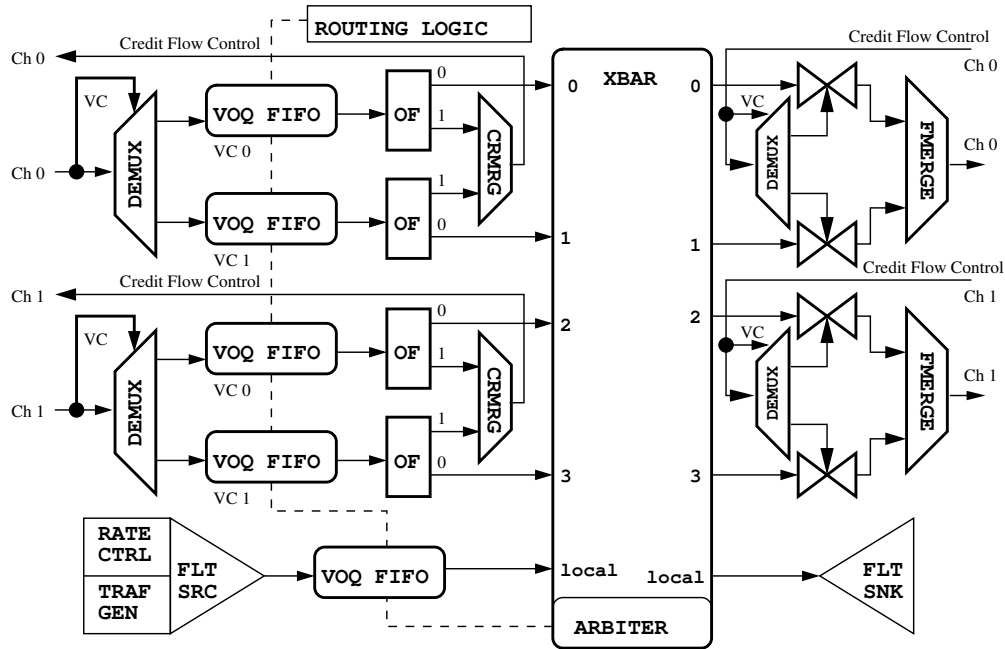 ROUTING LOGIC
Credit Flow Control
Ch 0
VC
DEMUX
VOQ FIFO
VC 0
OF
0
1
CRMRG
Ch 0
VOQ FIFO
VC 1
OF
1
0
Credit Flow Control
Ch 1
VC
DEMUX
VOQ FIFO
VC 0
OF
0
1
CRMRG
Ch 1
VOQ FIFO
VC 1
OF
1
0
RATE
CTRL
TRAF
GEN
FLT
SRC
VOQ FIFO
XBAR
0
1
2
3
local
0
1
2
3
local
ARBITER
Credit Flow Control
Ch 0
VC
DEMUX
FMERGE
Ch 0
Credit Flow Control
Ch 1
VC
DEMUX
FMERGE
Ch 1
FLT
SNK